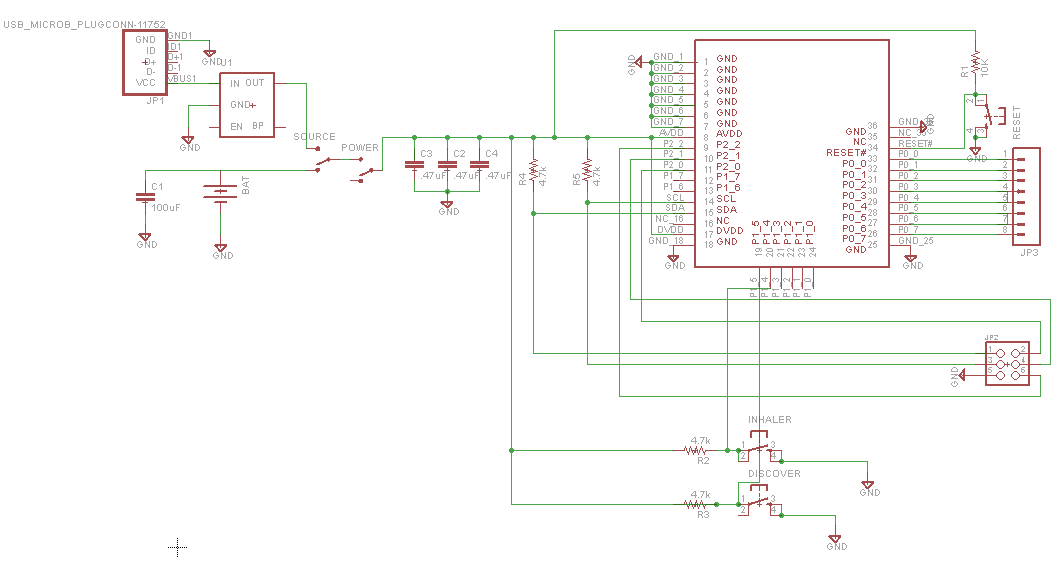 USB_MICROB_PLUGCONN-11752
GND GND1
ID ID1
D+ D+1
D- D-1
VCC VBUS1
JP1
GND
U1
IN OUT
GND
EN BP
GND
SOURCE
POWER
C1
100uF
GND
BAT
GND
C3 C2 C4
.47uF .47uF .47uF
GND
R4
4.7k
R5
4.7k
GND
GND_1 1 GND
GND_2 2 GND
GND_3 3 GND
GND_4 4 GND
GND_5 5 GND
GND_6 6 GND
GND_7 7 GND
AVDD 8 AVDD
P2_2 9 P2_2
P2_1 10 P2_1
P2_0 11 P2_0
P1_7 12 P1_7
P1_6 13 P1_6
SCL 14 SCL
SDA 15 SDA
NC_16 16 NC
DVDD 17 DVDD
GND_18 18 GND
GND
P1_5 19 P1_5
P1_4 20 P1_4
P1_3 21 P1_3
P1_2 22 P1_2
P1_1 23 P1_1
P1_0 24 P1_0
GND 36
NC 35
RESET# 34 RESET#
P0_0 33 P0_0
P0_1 32 P0_1
P0_2 31 P0_2
P0_3 30 P0_3
P0_4 29 P0_4
P0_5 28 P0_5
P0_6 27 P0_6
P0_7 26 P0_7
GND 25 GND_25
GND
GND
R1
10K
2 1
4 3
RESET
GND
1
2
3
4
5
6
7
8
JP3
JP2
1 2
3 4
5 6
GND
INHALER
4.7k
R2
1 3
2 4
GND
DISCOVER
4.7k
R3
1 3
2 4
GND